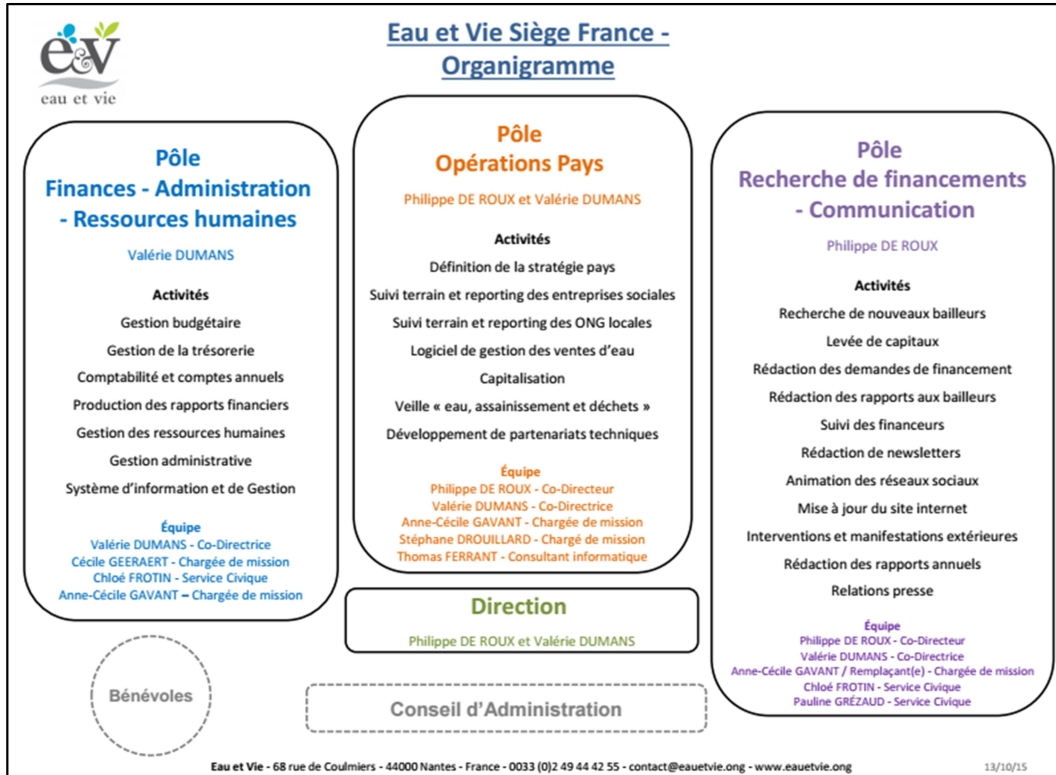 e&v
eau et vie
Eau et Vie Siège France -
Organigramme
Pôle
Finances - Administration
- Ressources humaines
Valérie DUMANS
Activités
Gestion budgétaire
Gestion de la trésorerie
Comptabilité et comptes annuels
Production des rapports financiers
Gestion des ressources humaines
Gestion administrative
Système d'information et de Gestion
Équipe
Valérie DUMANS - Co-Directrice
Cécile GEERAERT - Chargée de mission
Chloé FROTIN - Service Civique
Anne-Cécile GAVANT – Chargée de mission
Pôle
Opérations Pays
Philippe DE ROUX et Valérie DUMANS
Activités
Définition de la stratégie pays
Suivi terrain et reporting des entreprises sociales
Suivi terrain et reporting des ONG locales
Logiciel de gestion des ventes d'eau
Capitalisation
Veille « eau, assainissement et déchets »
Développement de partenariats techniques
Équipe
Philippe DE ROUX - Co-Directeur
Valérie DUMANS - Co-Directrice
Anne-Cécile GAVANT - Chargée de mission
Stéphane DROUILLARD - Chargé de mission
Thomas FERRANT - Consultant informatique
Pôle
Recherche de financements
- Communication
Philippe DE ROUX
Activités
Recherche de nouveaux bailleurs
Levée de capitaux
Rédaction des demandes de financement
Rédaction des rapports aux bailleurs
Suivi des financeurs
Rédaction de newsletters
Animation des réseaux sociaux
Mise à jour du site internet
Interventions et manifestations extérieures
Rédaction des rapports annuels
Relations presse
Équipe
Philippe DE ROUX - Co-Directeur
Valérie DUMANS - Co-Directrice
Anne-Cécile GAVANT / Remplaçant(e) - Chargée de mission
Chloé FROTIN - Service Civique
Pauline GRÉZAUD - Service Civique
Direction
Philippe DE ROUX et Valérie DUMANS
Bénévoles
Conseil d'Administration
Eau et Vie - 68 rue de Coulmiers - 44000 Nantes - France - 0033 (0)2 49 44 42 55 - contact@eauetvie.ong - www.eauetvie.ong
13/10/15